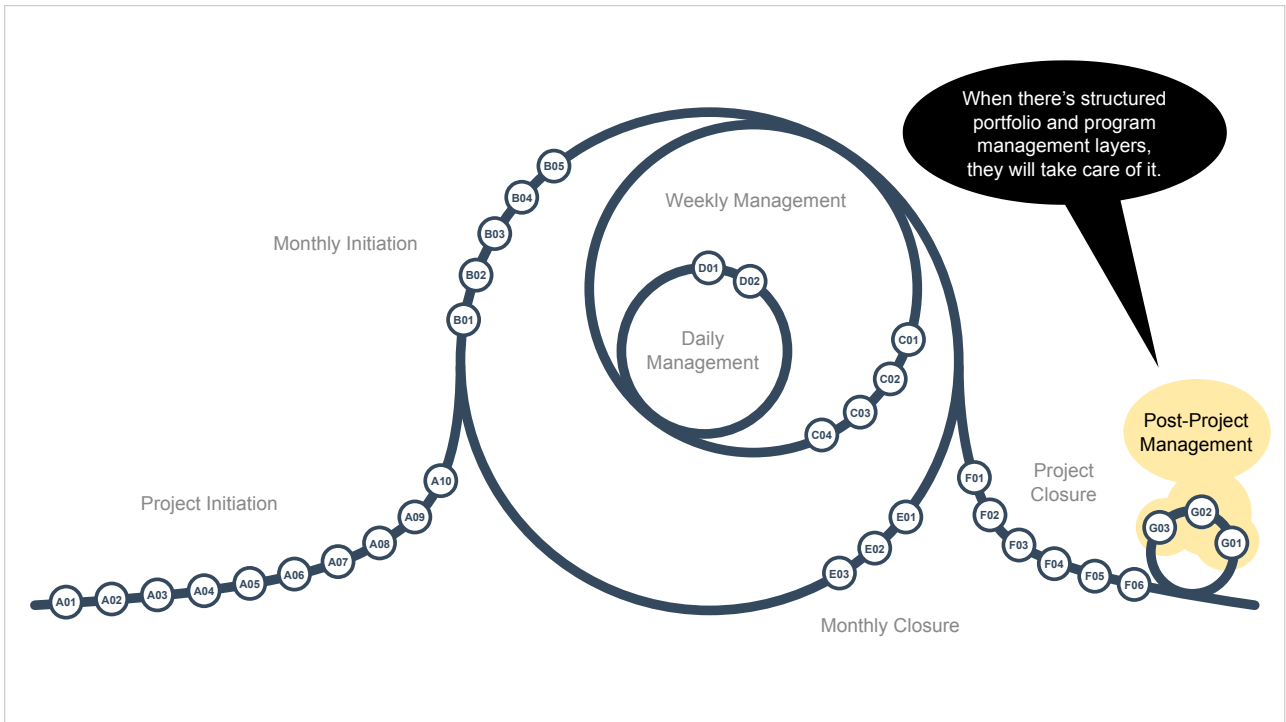 When there's structured
portfolio and program
management layers,
they will take care of it.
B05
B04
B03
B02
B01
Monthly Initiation
Weekly Management
D01
D02
Daily
Management
C01
C02
C03
C04
Post-Project
Management
Project Initiation
A01
A02
A03
A04
A05
A06
A07
A08
A09
A10
E01
E02
E03
Monthly Closure
Project
Closure
F01
F02
F03
F04
F05
F06
G03
G02
G01